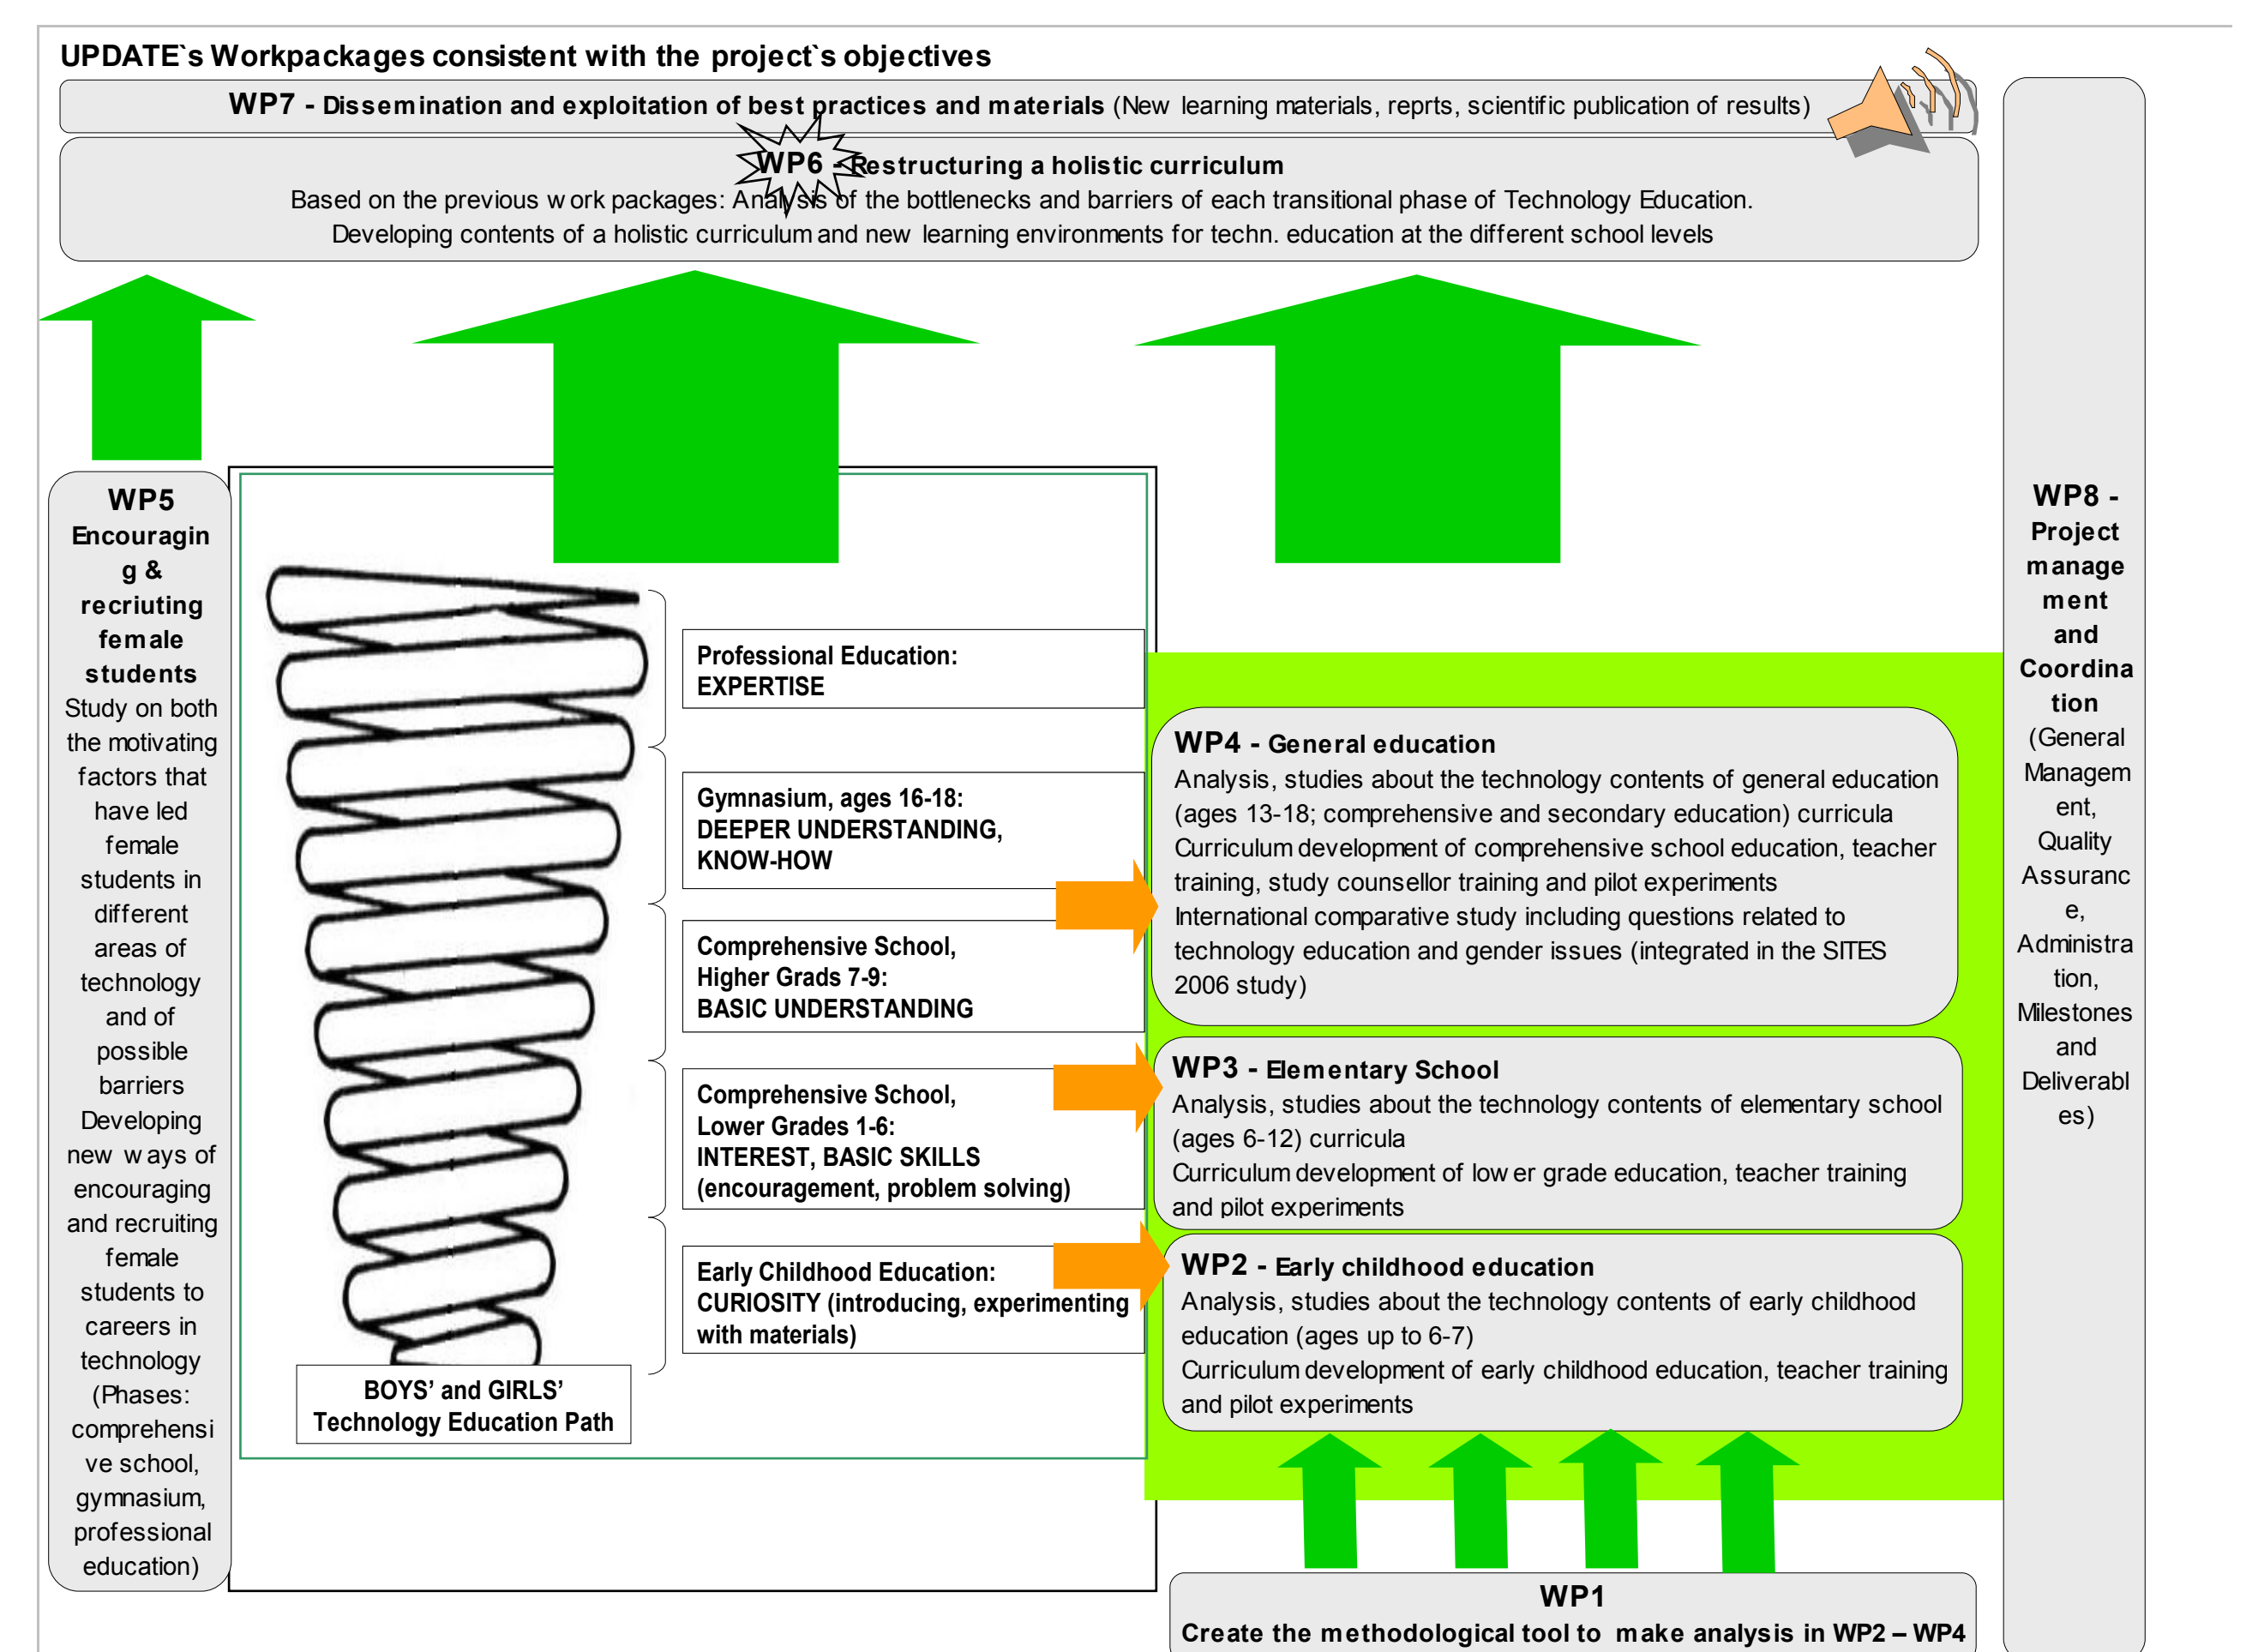 UPDATE`s Workpackages consistent with the project`s objectives
WP7 - Dissemination and exploitation of best practices and materials (New learning materials, reprts, scientific publication of results)
WP6 - Restructuring a holistic curriculum
Based on the previous work packages: Analysis of the bottlenecks and barriers of each transitional phase of Technology Education.
Developing contents of a holistic curriculum and new learning environments for techn. education at the different school levels
WP5
Encouragin
g &
recriuting
female
students
Study on both
the motivating
factors that
have led
female
students in
different
areas of
technology
and of
possible
barriers
Developing
new ways of
encouraging
and recruiting
female
students to
careers in
technology
(Phases:
comprehensi
ve school,
gymnasium,
professional
education)
Professional Education:
EXPERTISE
Gymnasium, ages 16-18:
DEEPER UNDERSTANDING,
KNOW-HOW
Comprehensive School,
Higher Grads 7-9:
BASIC UNDERSTANDING
Comprehensive School,
Lower Grades 1-6:
INTEREST, BASIC SKILLS
(encouragement, problem solving)
Early Childhood Education:
CURIOSITY (introducing, experimenting
with materials)
BOYS’ and GIRLS’
Technology Education Path
WP4 - General education
Analysis, studies about the technology contents of general education
(ages 13-18; comprehensive and secondary education) curricula
Curriculum development of comprehensive school education, teacher
training, study counsellor training and pilot experiments
International comparative study including questions related to
technology education and gender issues (integrated in the SITES
2006 study)
WP3 - Elementary School
Analysis, studies about the technology contents of elementary school
(ages 6-12) curricula
Curriculum development of lower grade education, teacher training
and pilot experiments
WP2 - Early childhood education
Analysis, studies about the technology contents of early childhood
education (ages up to 6-7)
Curriculum development of early childhood education, teacher training
and pilot experiments
WP1
Create the methodological tool to make analysis in WP2 – WP4
WP8 -
Project
manage
ment
and
Coordina
tion
(General
Managem
ent,
Quality
Assuranc
e,
Administra
tion,
Milestones
and
Deliverabl
es)